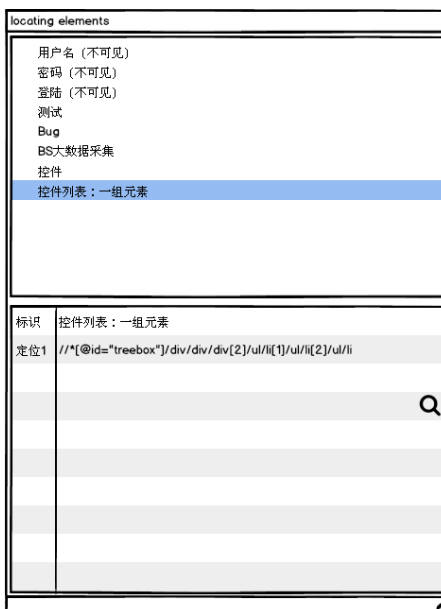 locating elements
用户名（不可见）
密码（不可见）
登陆（不可见）
测试
Bug
BS大数据采集
控件
控件列表：一组元素
标识 控件列表：一组元素
定位1 //*[@id="treebox"]/div/div/div[2]/ul/li[1]/ul/li[2]/ul/li